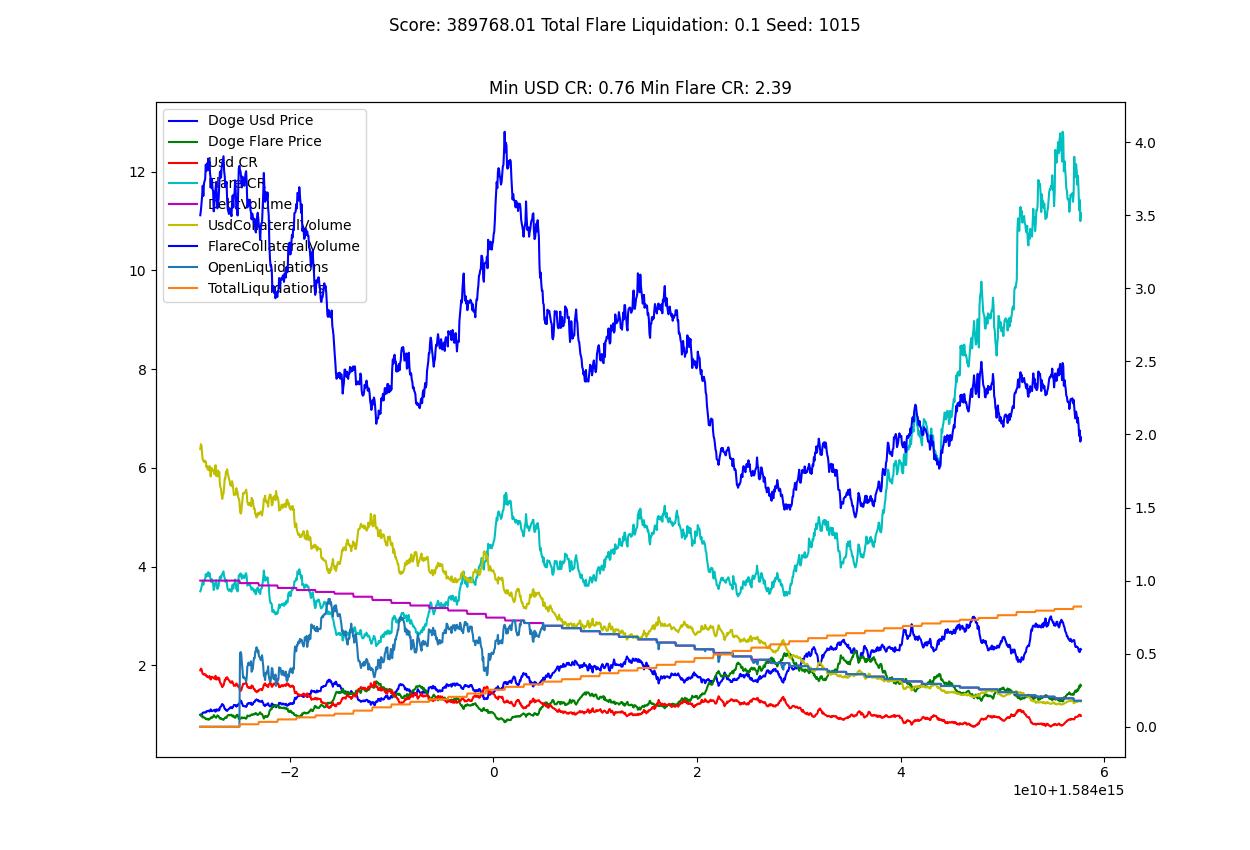 Score: 389768.01 Total Flare Liquidation: 0.1 Seed: 1015
Min USD CR: 0.76 Min Flare CR: 2.39
Doge Usd Price
Doge Flare Price
Usd CR
Flare CR
DebtVolume
UsdCollateralVolume
FlareCollateralVolume
OpenLiquidations
TotalLiquidations
12
10
8
6
4
2
4.0
3.5
3.0
2.5
2.0
1.5
1.0
0.5
0.0
−2
0
2
4
6
1e10+1.584e15